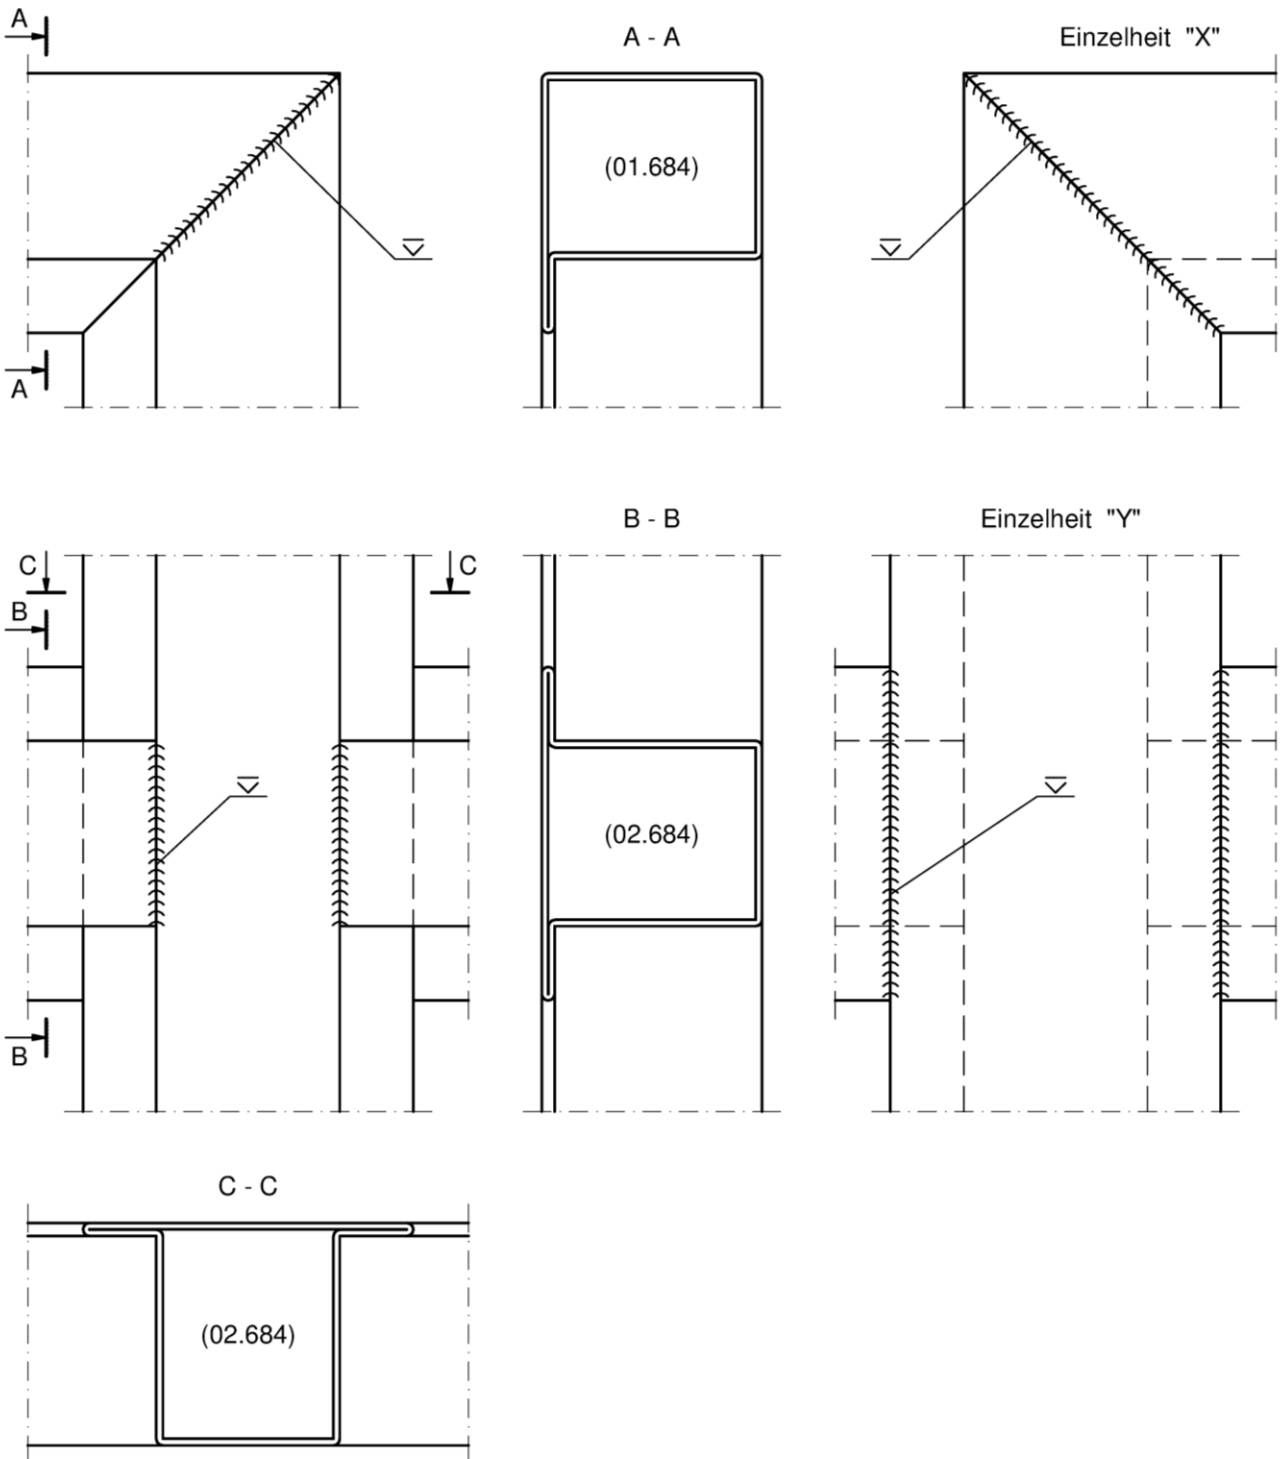 A
A - A
Einzelheit "X"
(01.684)
A
B - B
Einzelheit "Y"
C
C
B
(02.684)
B
C - C
(02.684)